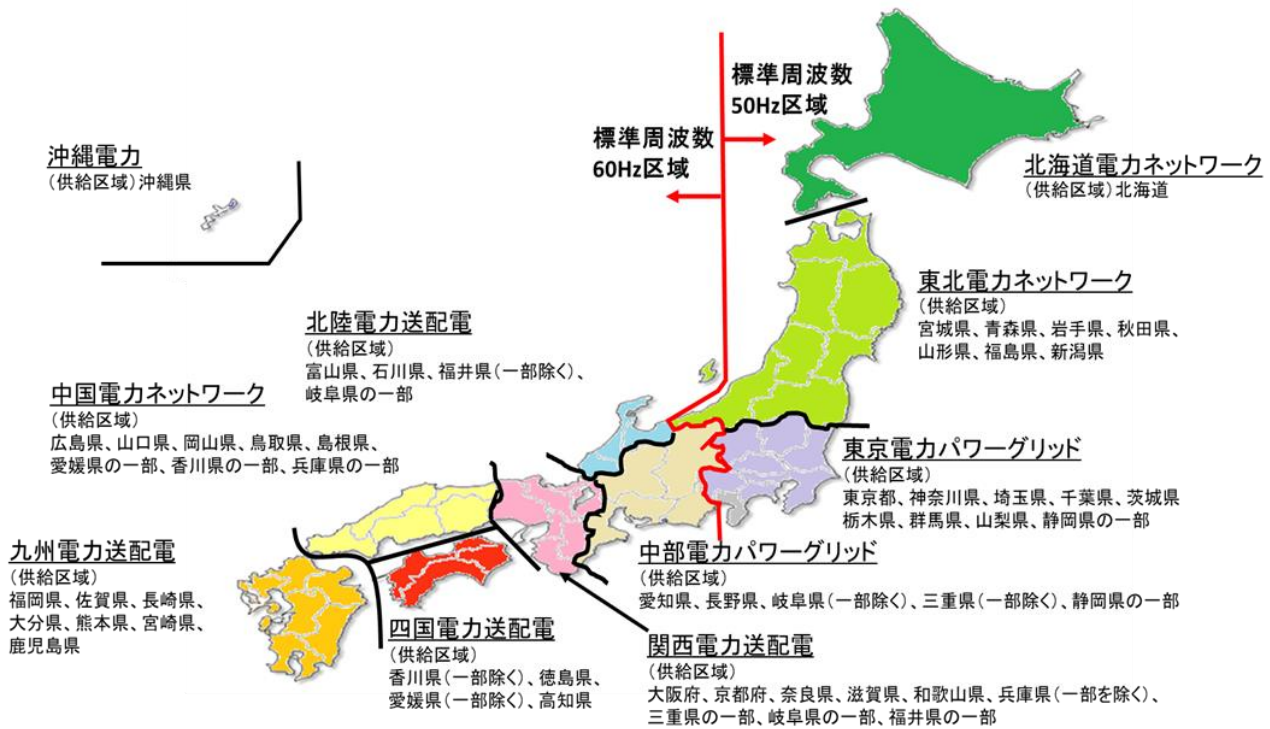 標準周波数
50Hz区域
標準周波数
60Hz区域
沖縄電力
(供給区域)沖縄県
北海道電力ネットワーク
(供給区域)北海道
東北電力ネットワーク
(供給区域)
宮城県、青森県、岩手県、秋田県、
山形県、福島県、新潟県
北陸電力送配電
(供給区域)
富山県、石川県、福井県(一部除く)、
岐阜県の一部
中国電力ネットワーク
(供給区域)
広島県、山口県、岡山県、鳥取県、島根県、
愛媛県の一部、香川県の一部、兵庫県の一部
東京電力パワーグリッド
(供給区域)
東京都、神奈川県、埼玉県、千葉県、茨城県
栃木県、群馬県、山梨県、静岡県の一部
九州電力送配電
(供給区域)
福岡県、佐賀県、長崎県、
大分県、熊本県、宮崎県、
鹿児島県
中部電力パワーグリッド
(供給区域)
愛知県、長野県、岐阜県(一部除く)、三重県(一部除く)、静岡県の一部
四国電力送配電
(供給区域)
香川県(一部除く)、徳島県、
愛媛県(一部除く)、高知県
関西電力送配電
(供給区域)
大阪府、京都府、奈良県、滋賀県、和歌山県、兵庫県(一部を除く)、
三重県の一部、岐阜県の一部、福井県の一部